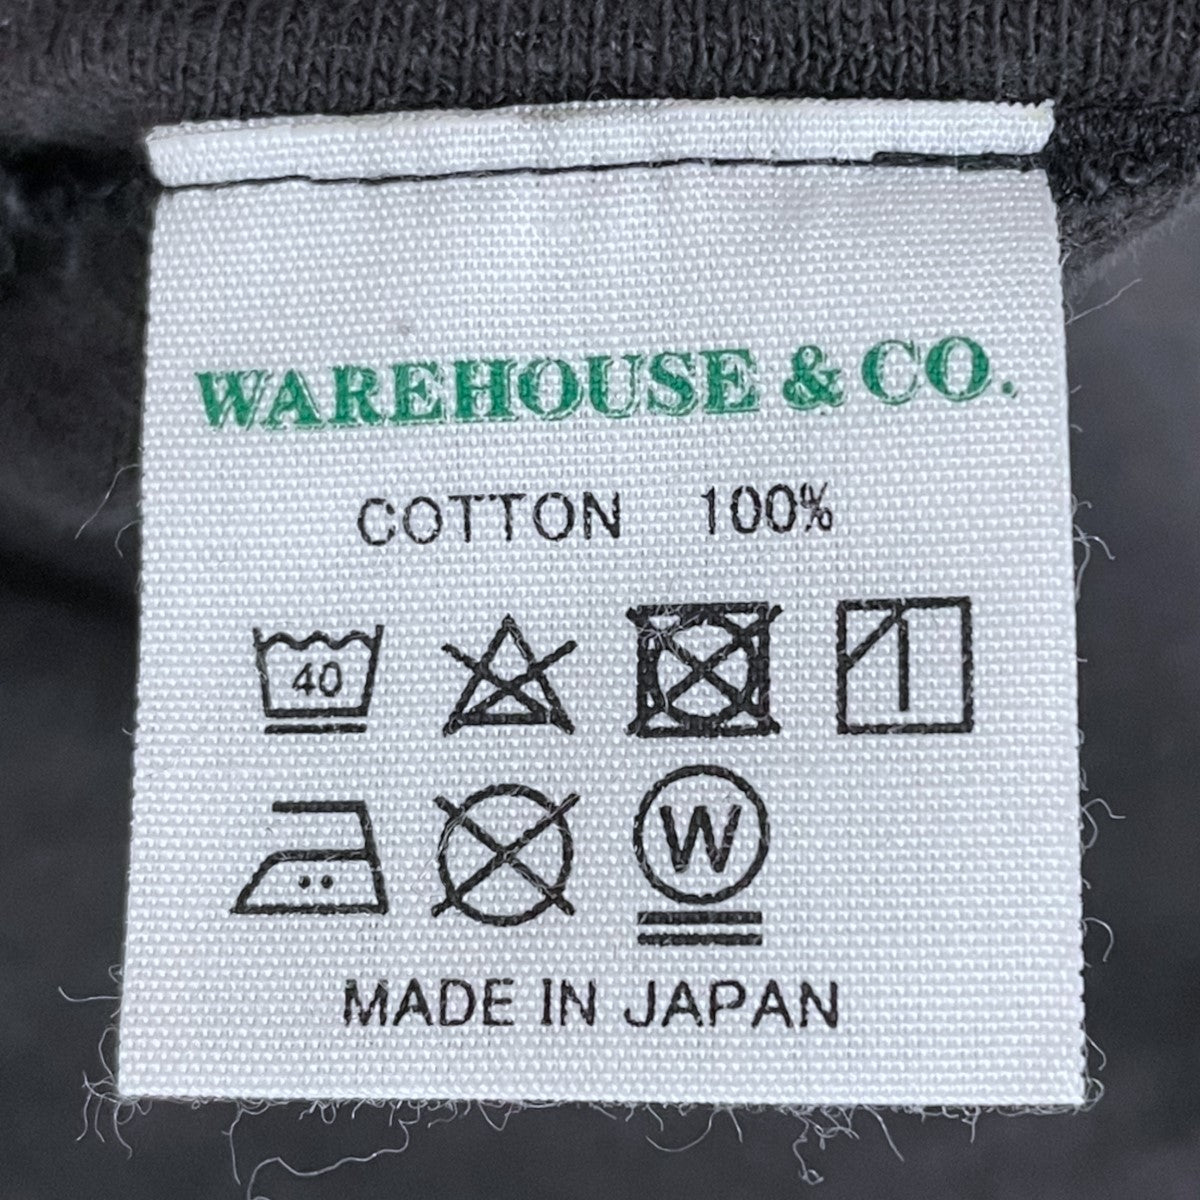 WAREHOUSE & CO.
COTTON 100%
40
W
MADE IN JAPAN